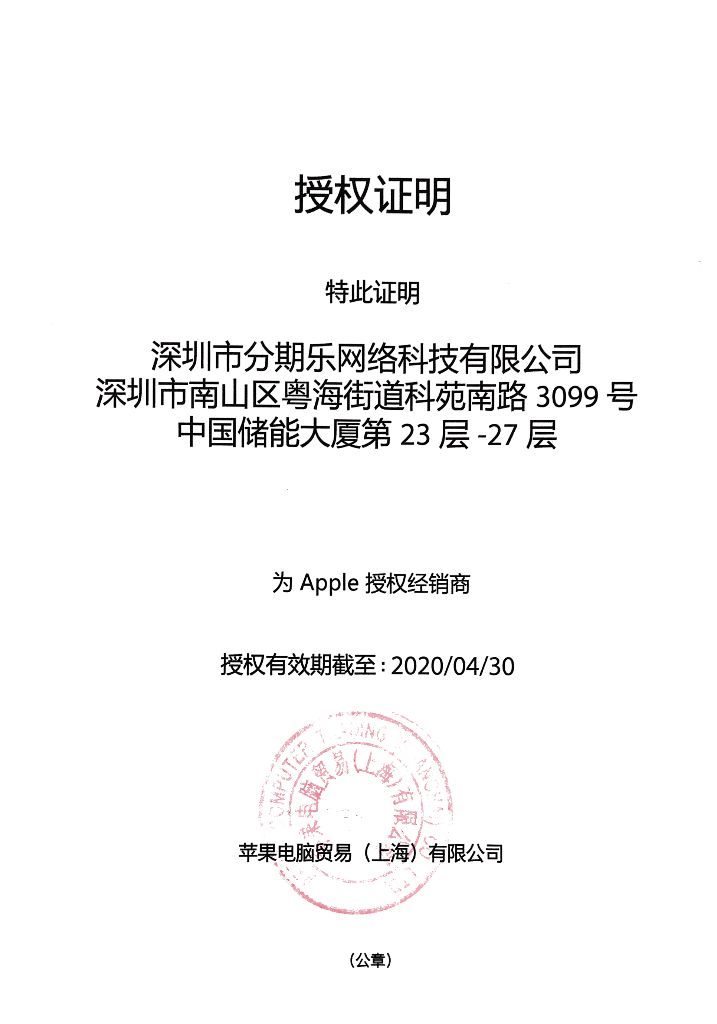 授权证明
特此证明
深圳市分期乐网络科技有限公司
深圳市南山区粤海街道科苑南路 3099 号
中国储能大厦第 23 层 -27 层
为 Apple 授权经销商
授权有效期截至：2020/04/30
COMPUTER
电脑贸易(上海)有限公
苹果电脑贸易（上海）有限公司
（公章）